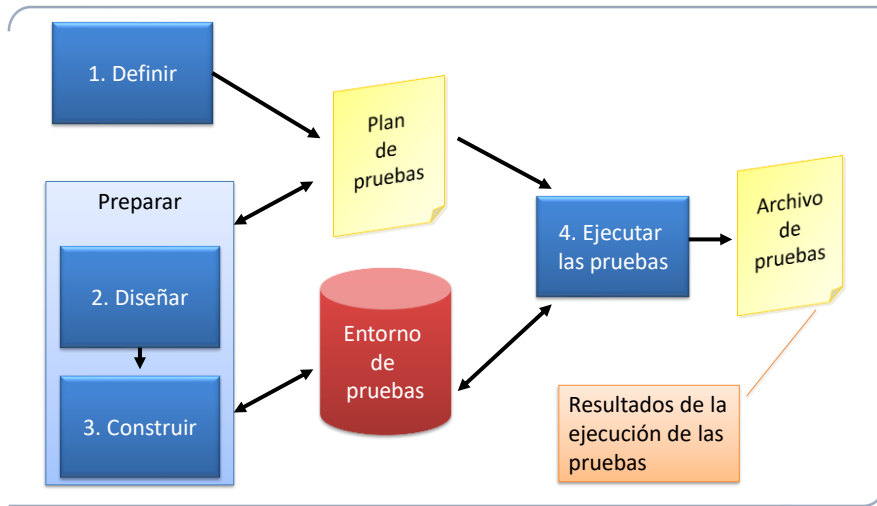 1. Definir
Plan
de
pruebas
Preparar
2. Diseñar
3. Construir
Entorno
de
pruebas
4. Ejecutar
las pruebas
Archivo
de
pruebas
Resultados de la
ejecución de las
pruebas